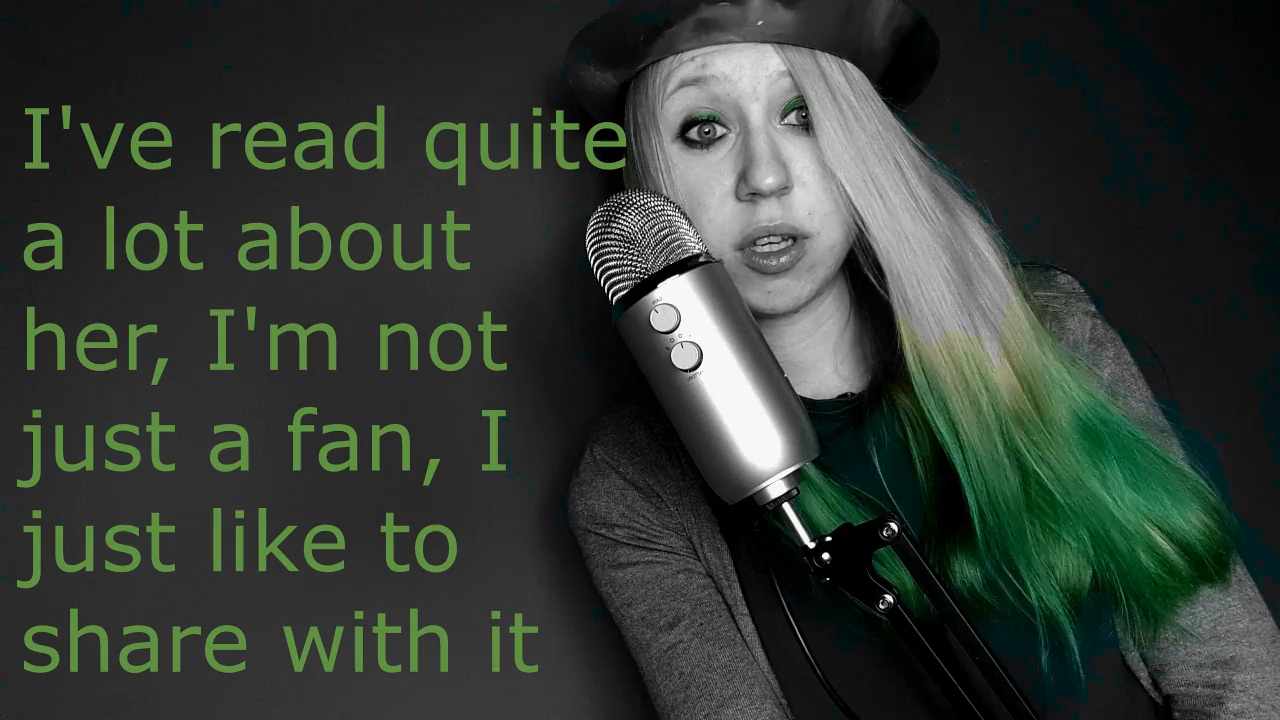 I've read quite
a lot about
her, I'm not
just a fan, I
just like to
share with it